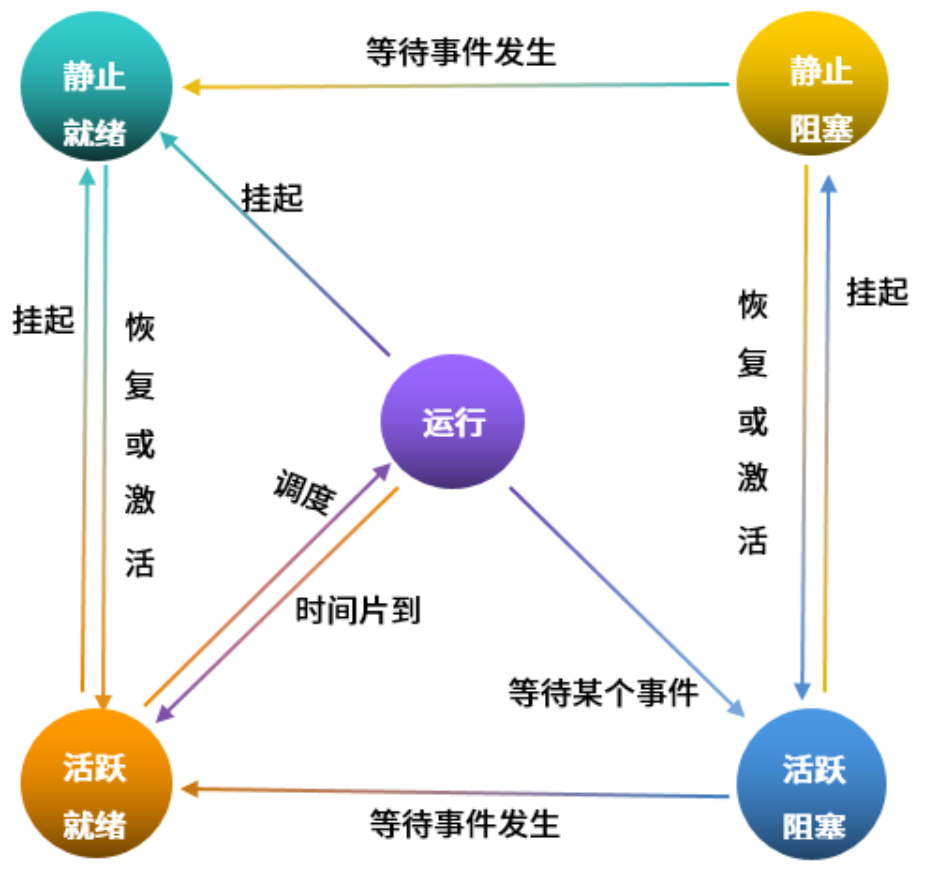 等待事件发生
静止
就绪
静止
阻塞
挂起
挂起
恢
复
或
激
活
恢
复
或
激
活
挂起
运行
调度
时间片到
等待某个事件
活跃
就绪
活跃
阻塞
等待事件发生